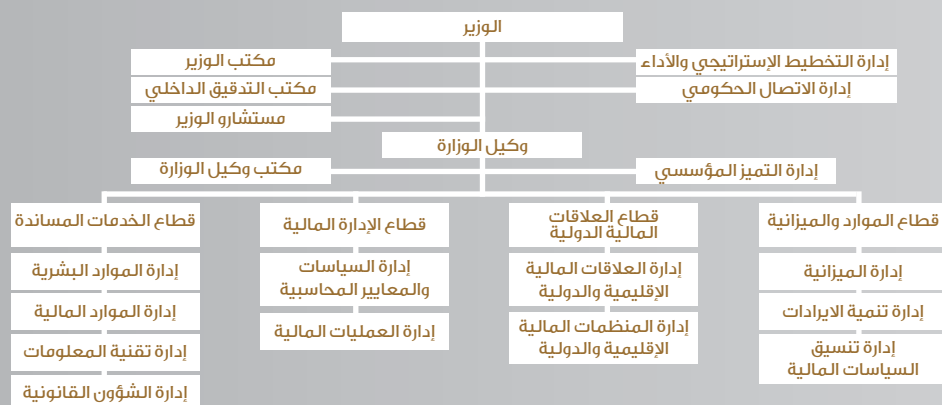 الوزير
إدارة التخطيط الإستراتيجي والأداء
مكتب الوزير
إدارة الاتصال الحكومي
مكتب التدقيق الداخلي
مستشارو الوزير
وكيل الوزارة
إدارة التميز المؤسسي
مكتب وكيل الوزارة
قطاع الموارد والميزانية
إدارة الميزانية
إدارة تنمية الايرادات
إدارة تنسيق
السياسات المالية
قطاع العلاقات
المالية الدولية
إدارة العلاقات المالية
الإقليمية والدولية
إدارة المنظمات المالية
الإقليمية والدولية
قطاع الإدارة المالية
إدارة السياسات
والمعايير المحاسبية
إدارة العمليات المالية
قطاع الخدمات المساندة
إدارة الموارد البشرية
إدارة الموارد المالية
إدارة تقنية المعلومات
إدارة الشؤون القانونية